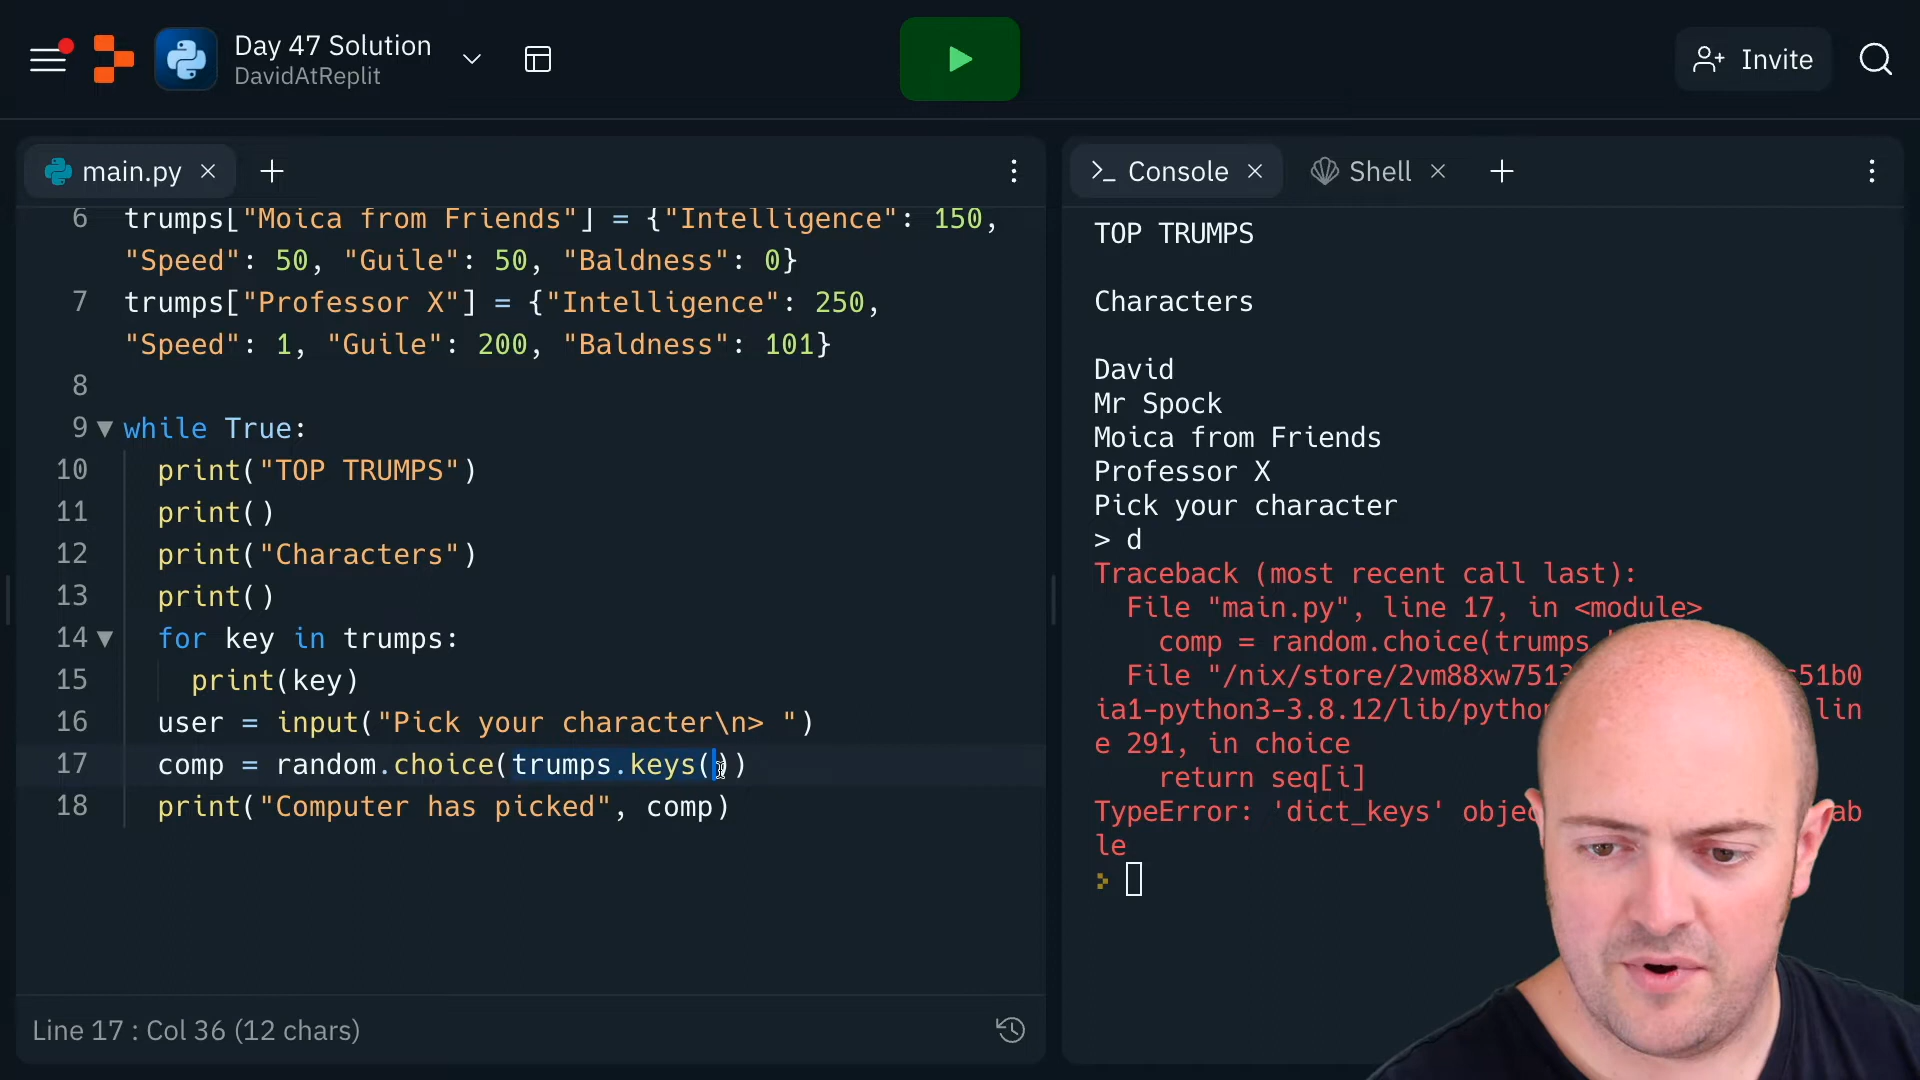 Day 47 Solution
DavidAtReplit
Invite
main.py
Console
Shell
6 trumps["Moica from Friends"] = {"Intelligence": 150,
"Speed": 50, "Guile": 50, "Baldness": 0}
7 trumps["Professor X"] = {"Intelligence": 250,
"Speed": 1, "Guile": 200, "Baldness": 101}
8
9 while True:
10 print("TOP TRUMPS")
11 print()
12 print("Characters")
13 print()
14 for key in trumps:
15 print(key)
16 user = input("Pick your character\n> ")
17 comp = random.choice(trumps.keys())
18 print("Computer has picked", comp)
Line 17 : Col 36 (12 chars)
TOP TRUMPS
Characters
David
Mr Spock
Moica from Friends
Professor X
Pick your character
> d
Traceback (most recent call last):
File "main.py", line 17, in <module>
comp = random.choice(trumps
File "/nix/store/2vm88xw7513 51b0
ia1-python3-3.8.12/lib/python lin
e 291, in choice
return seq[i]
TypeError: 'dict_keys' objec ab
le